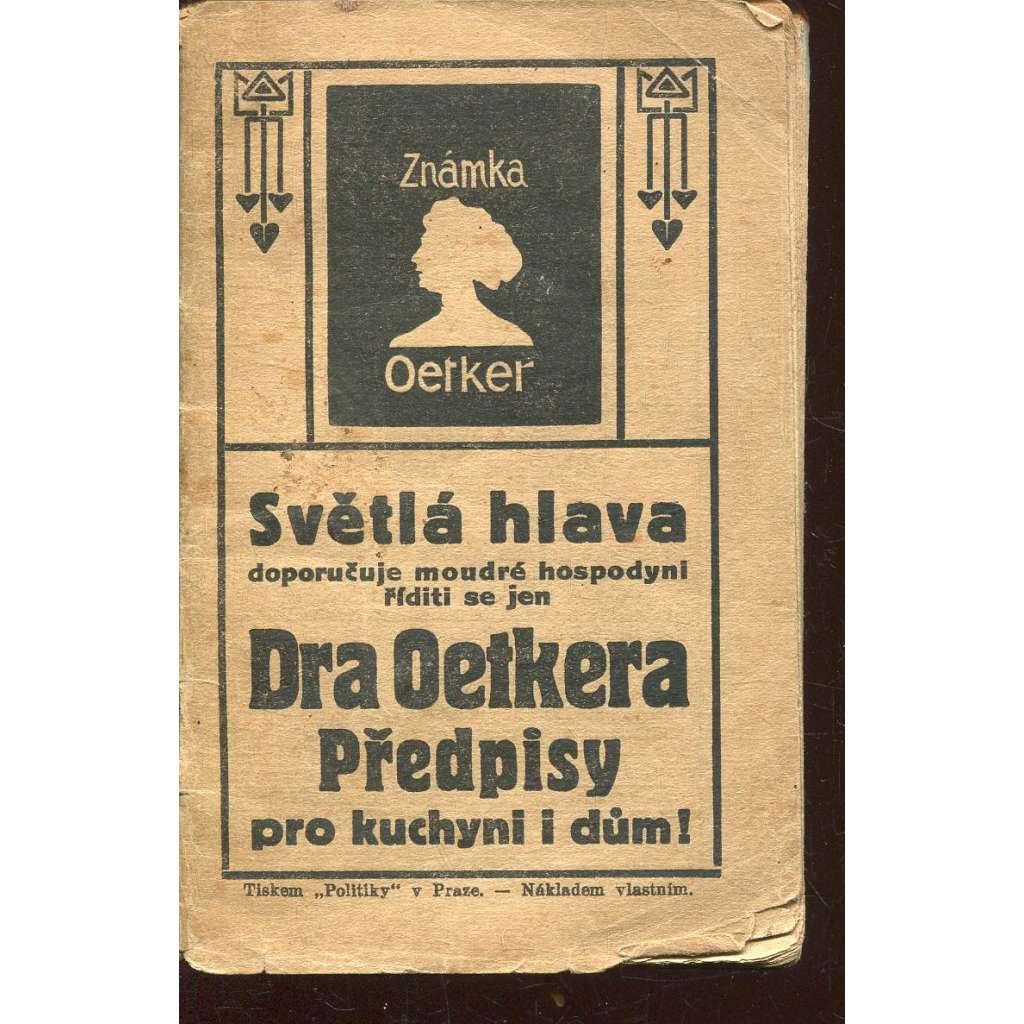 Známka
Oetker
Světlá hlava
doporučuje moudré hospodyni
říditi se jen
Dra Oetkera
Předpisy
pro kuchyni i dům!
Tiskem „Politiky“ v Praze. — Nákladem vlastním.